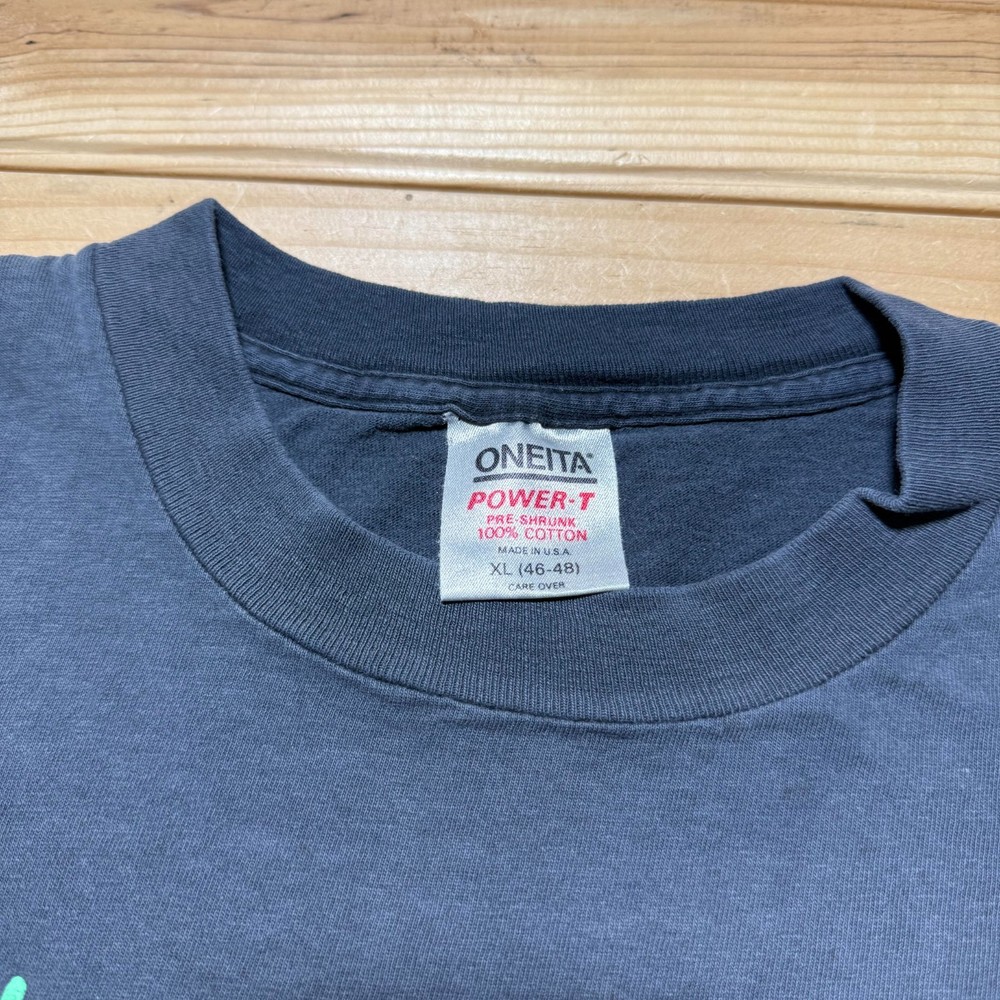 ONEITA®
POWER-T
PRE-SHRUNK
100% COTTON
MADE IN U.S.A.
XL (46-48)
CARE OVER